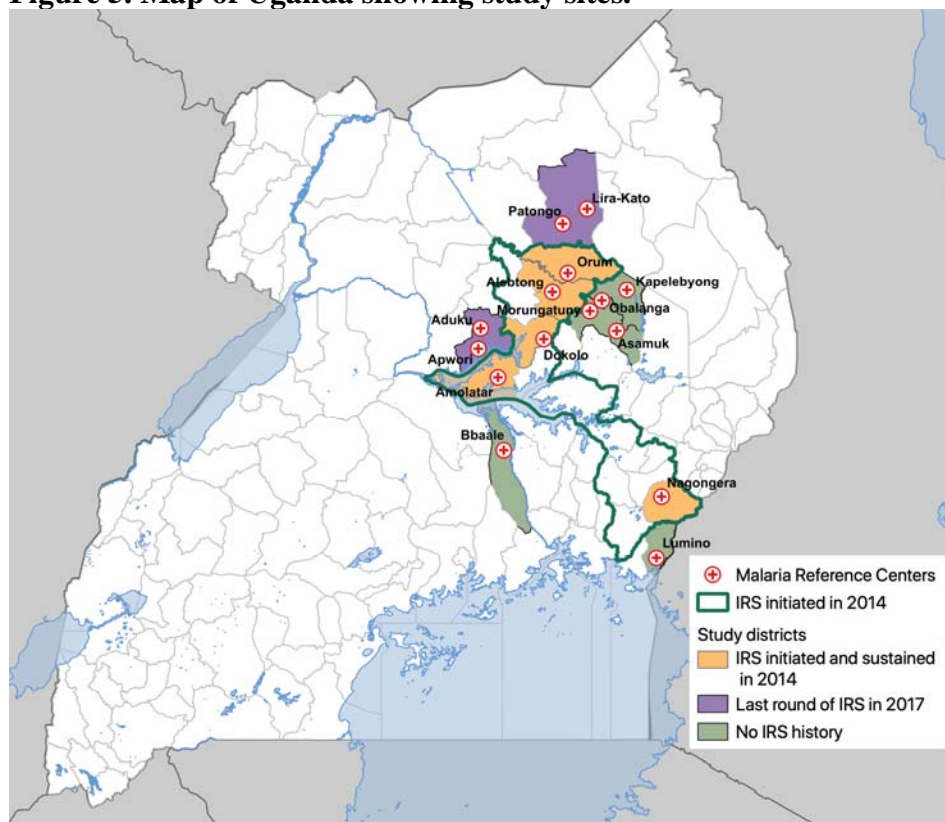 Figure 3. Map of Uganda showing study sites.
Lira-Kato
Patongo
Orum
Alebtong
Kapelebyong
Morungatuny
Obalanga
Aduku
Asamuk
Apwori
Dokolo
Amolatar
Bbaale
Nagongera
Lumino
Malaria Reference Centers
IRS initiated in 2014
Study districts
IRS initiated and sustained
in 2014
Last round of IRS in 2017
No IRS history